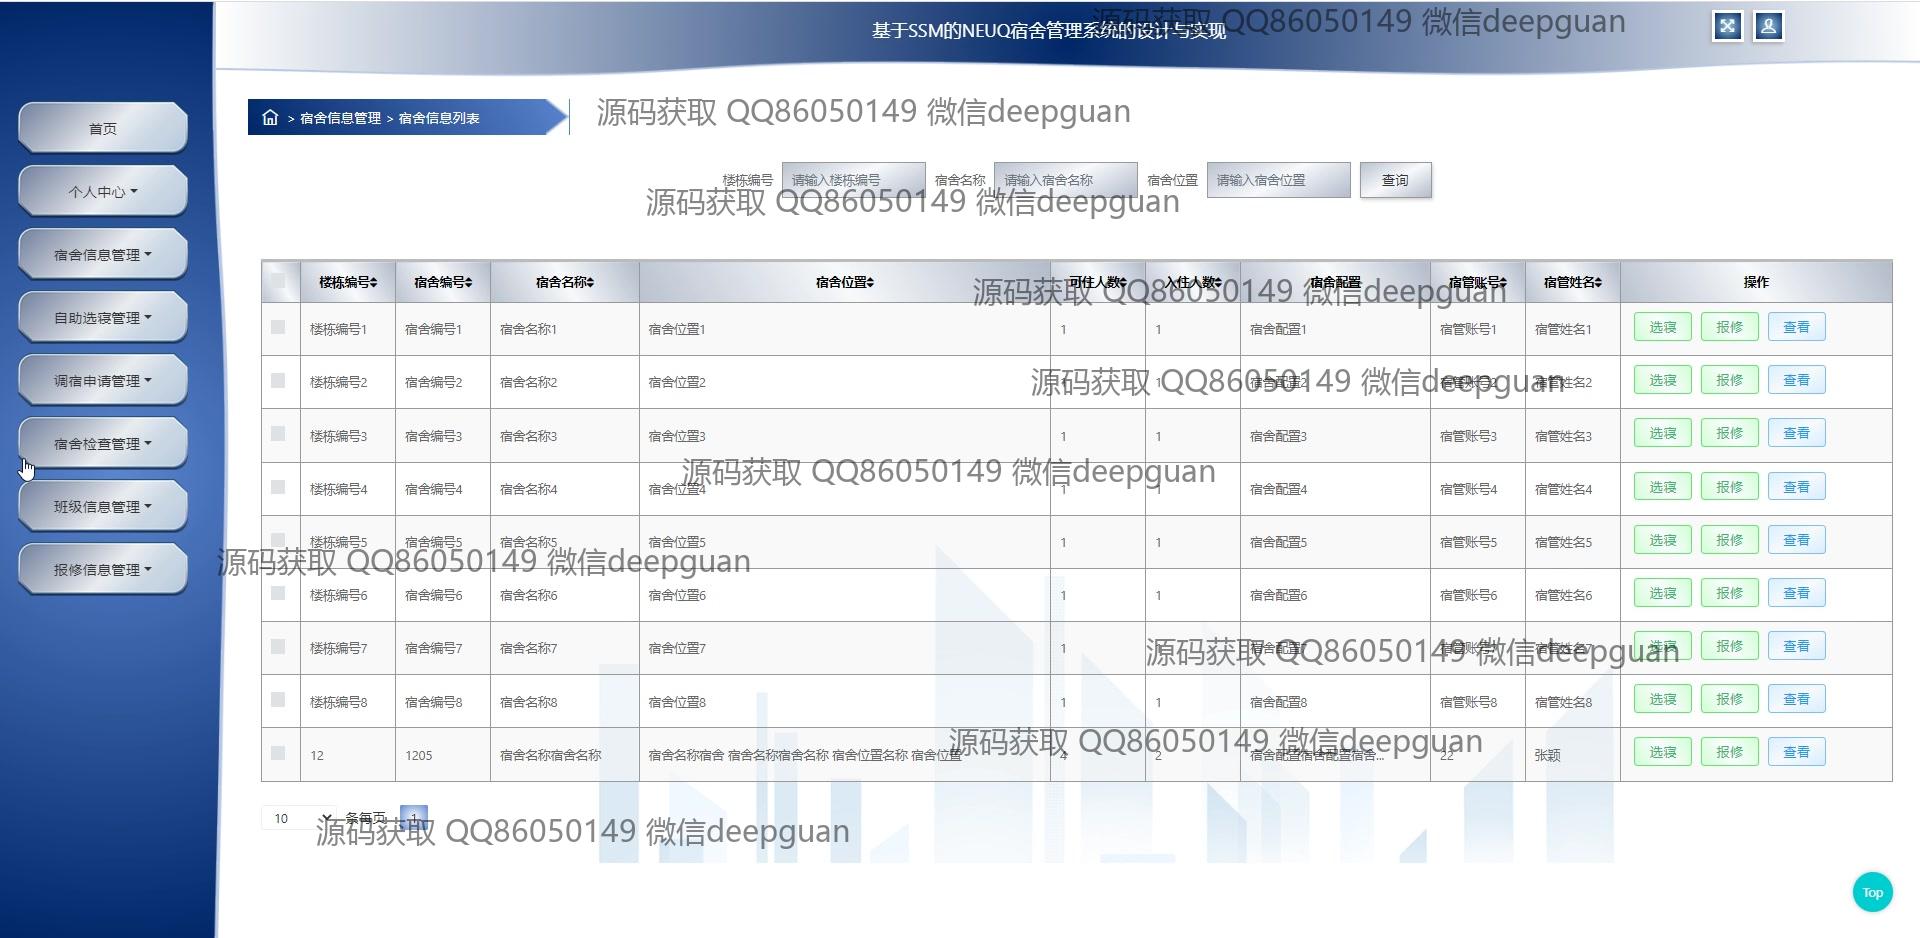 基于SSM的NEUQ宿舍管理系统的设计与实现
源码获取 QQ86050149 微信deepguan
首页
个人中心
宿舍信息管理
自助选寝管理
调宿申请管理
宿舍检查管理
班级信息管理
报修信息管理
> 宿舍信息管理 > 宿舍信息列表
源码获取 QQ86050149 微信deepguan
楼栋编号 请输入楼栋编号 宿舍名称 请输入宿舍名称 宿舍位置 请输入宿舍位置 查询
源码获取 QQ86050149 微信deepguan
楼栋编号 宿舍编号 宿舍名称 宿舍位置 可住人数 入住人数 宿舍配置 宿管账号 宿管姓名 操作
源码获取 QQ86050149 微信deepguan
楼栋编号1 宿舍编号1 宿舍名称1 宿舍位置1 1 1 宿舍配置1 宿管账号1 宿管姓名1 选寝 报修 查看
楼栋编号2 宿舍编号2 宿舍名称2 宿舍位置2 1 1 宿舍配置2 宿管账号2 宿管姓名2 选寝 报修 查看
源码获取 QQ86050149 微信deepguan
楼栋编号3 宿舍编号3 宿舍名称3 宿舍位置3 1 1 宿舍配置3 宿管账号3 宿管姓名3 选寝 报修 查看
楼栋编号4 宿舍编号4 宿舍名称4 宿舍位置4 1 1 宿舍配置4 宿管账号4 宿管姓名4 选寝 报修 查看
源码获取 QQ86050149 微信deepguan
楼栋编号5 宿舍编号5 宿舍名称5 宿舍位置5 1 1 宿舍配置5 宿管账号5 宿管姓名5 选寝 报修 查看
源码获取 QQ86050149 微信deepguan
楼栋编号6 宿舍编号6 宿舍名称6 宿舍位置6 1 1 宿舍配置6 宿管账号6 宿管姓名6 选寝 报修 查看
楼栋编号7 宿舍编号7 宿舍名称7 宿舍位置7 1 1 宿舍配置7 宿管账号7 宿管姓名7 选寝 报修 查看
源码获取 QQ86050149 微信deepguan
楼栋编号8 宿舍编号8 宿舍名称8 宿舍位置8 1 1 宿舍配置8 宿管账号8 宿管姓名8 选寝 报修 查看
12 1205 宿舍名称宿舍名称 宿舍名称宿舍 宿舍名称宿舍名称 宿舍位置名称 宿舍位置 4 2 宿舍配置宿舍配置宿舍... 22 张颖 选寝 报修 查看
源码获取 QQ86050149 微信deepguan
10 条每页 1
源码获取 QQ86050149 微信deepguan
Top